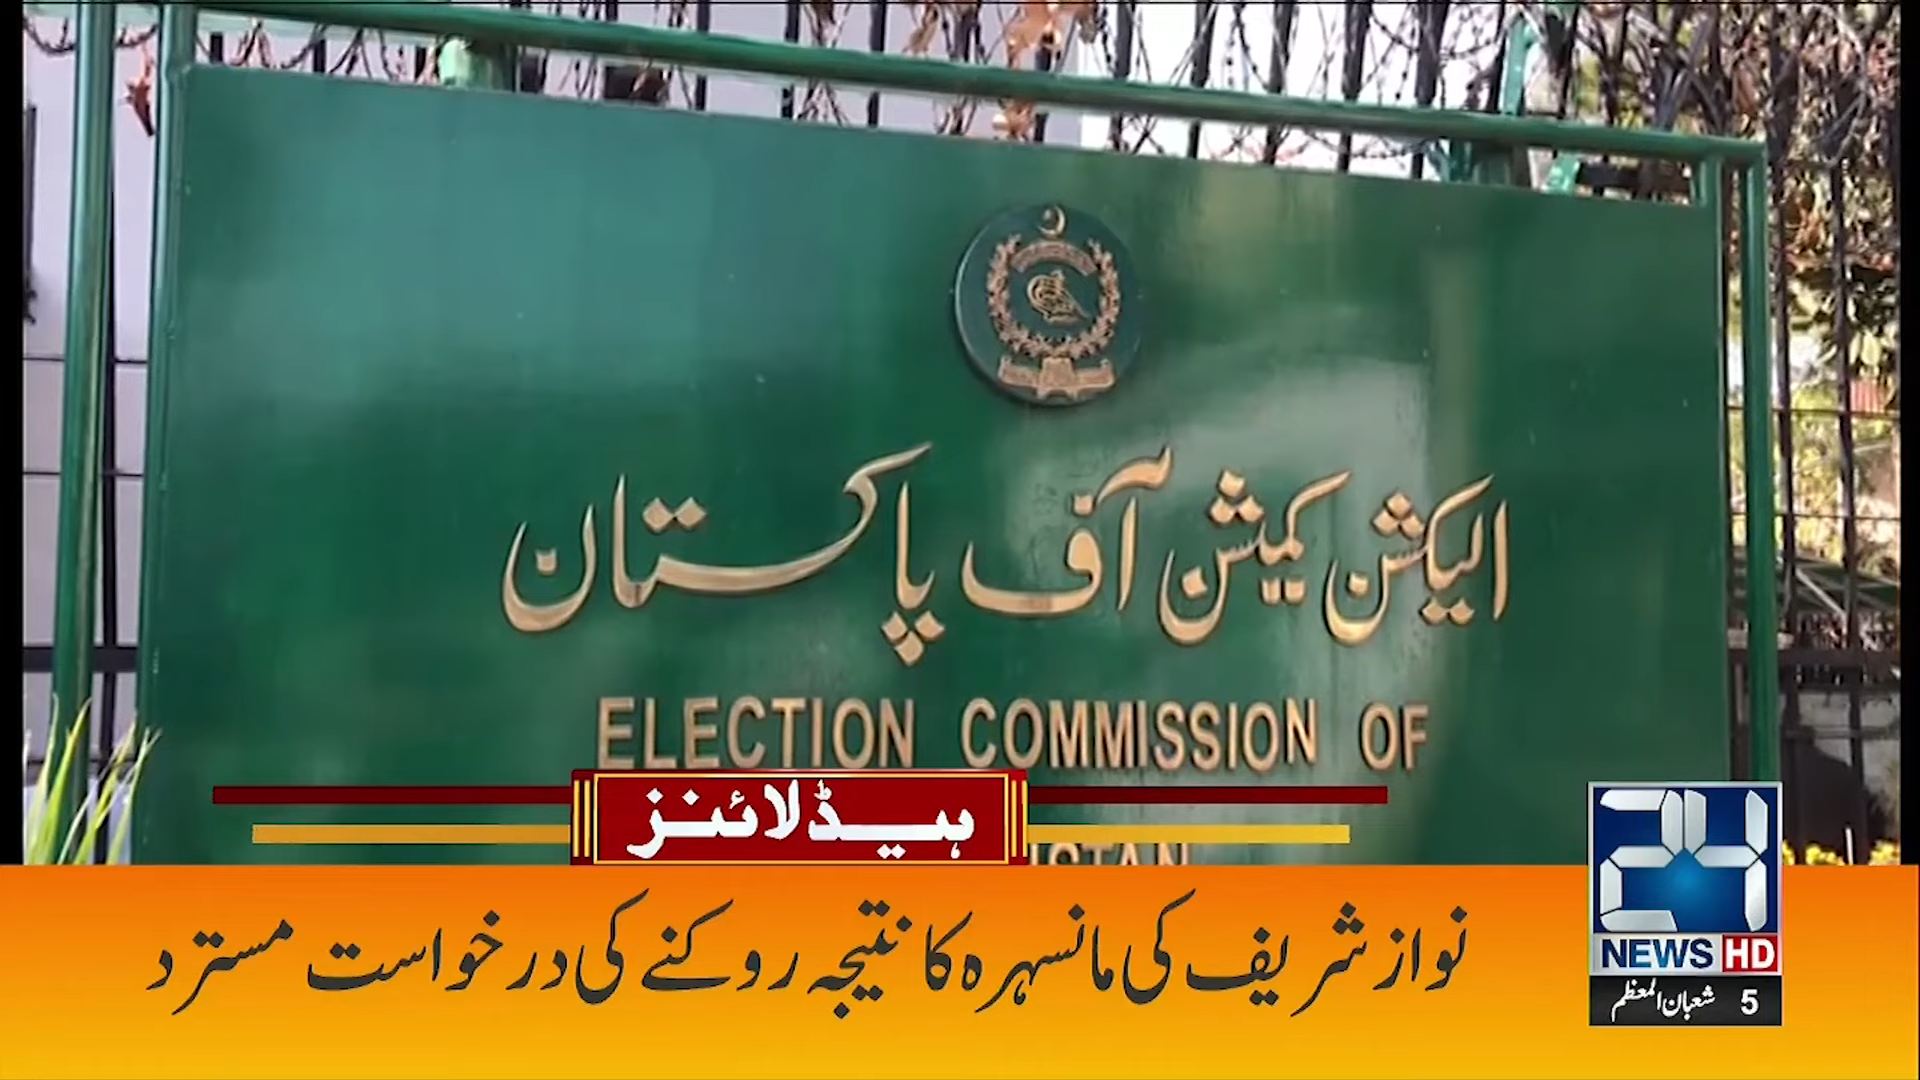 الیکشن کمیشن آف پاکستان
ELECTION COMMISSION OF
ہیڈلائنز
نواز شریف کی مانسہرہ کا نتیجہ روکنے کی درخواست مسترد
24
NEWS HD
5 شعبان المعظم